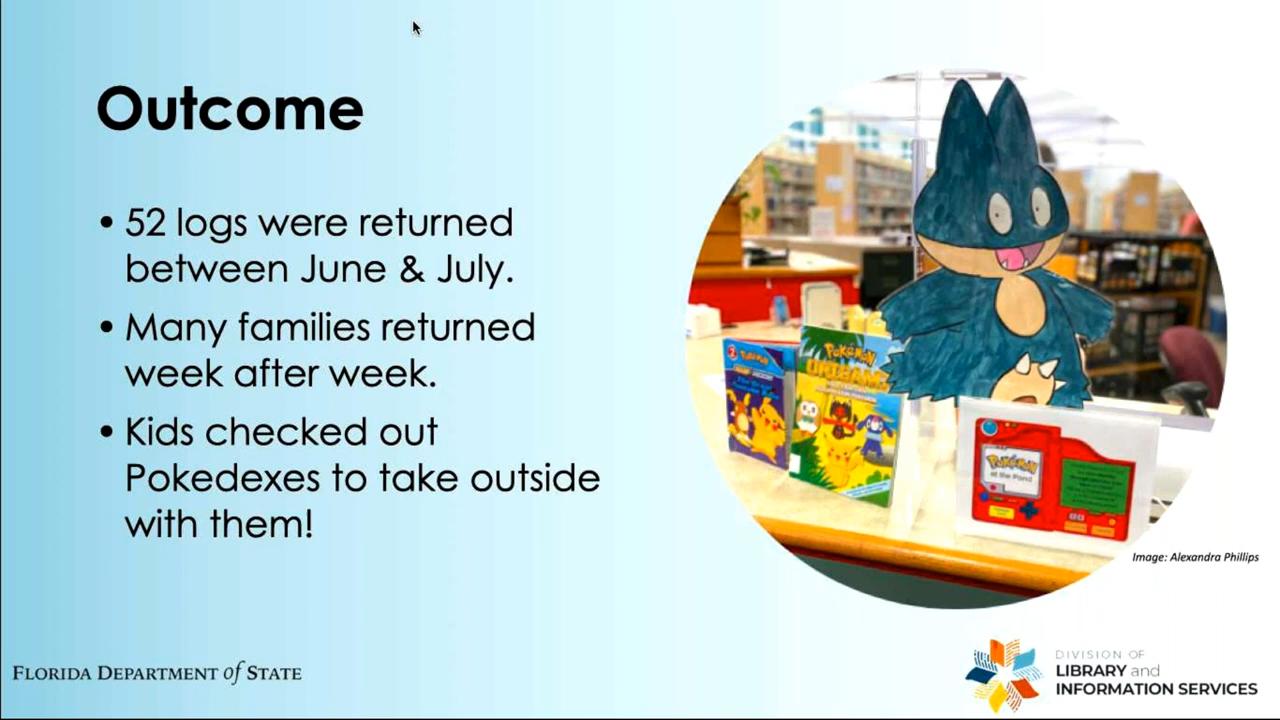 Outcome
• 52 logs were returned
between June & July.
• Many families returned
week after week.
• Kids checked out
Pokedexes to take outside
with them!
Pokémon
Pokémon
ORIGAMI
Pokémon
at the Pond
Image: Alexandra Phillips
FLORIDA DEPARTMENT of STATE
DIVISION OF
LIBRARY and
INFORMATION SERVICES